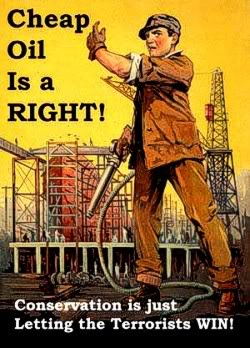 Cheap
Oil
Is a
RIGHT!
Conservation is just
Letting the Terrorists WIN!